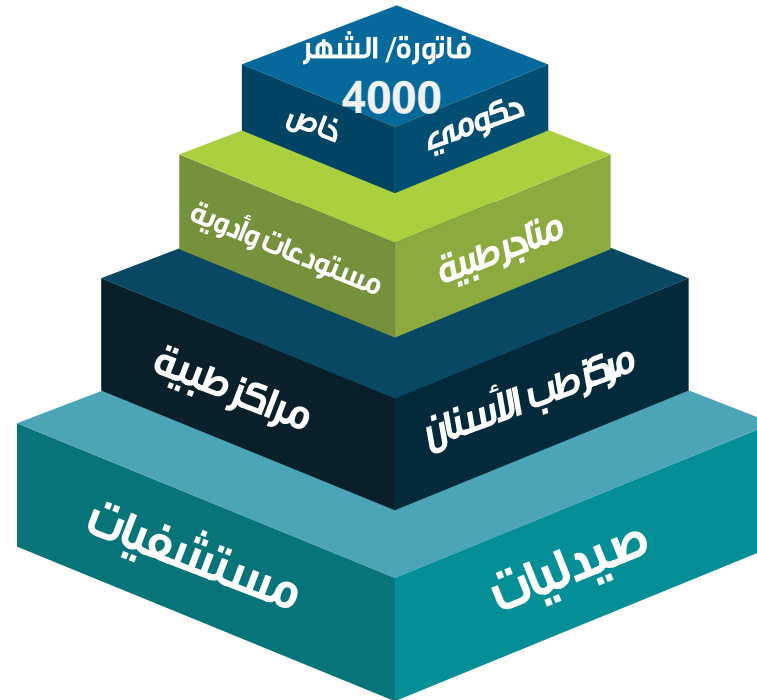 فاتورة/ الشهر
4000
حكومي
خاص
متاجر طبية
مستودعات وأدوية
مركز طب الأسنان
مراكز طبية
صيدليات
مستشفيات